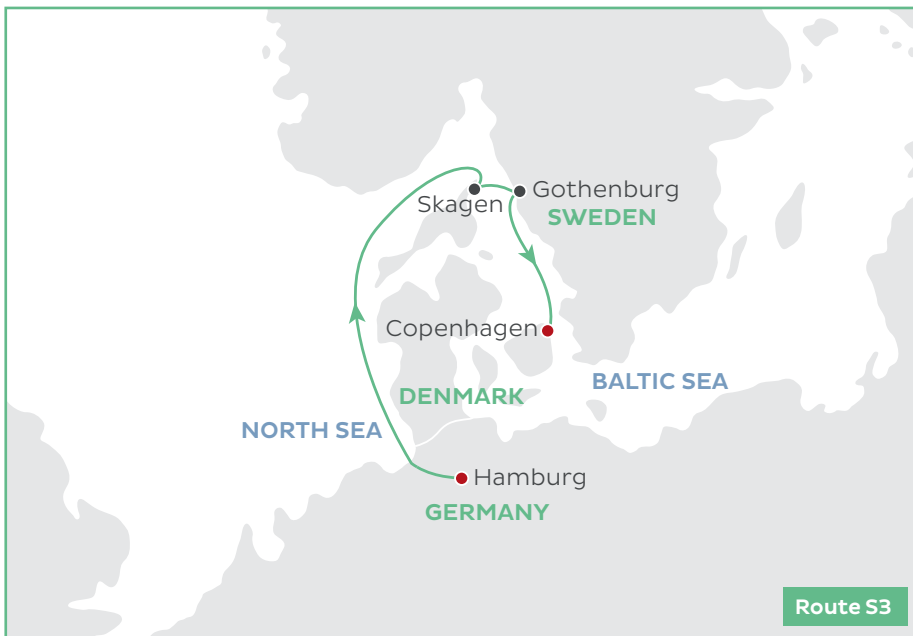 Gothenburg
Skagen
SWEDEN
Copenhagen
BALTIC SEA
DENMARK
NORTH SEA
Hamburg
GERMANY
Route S3